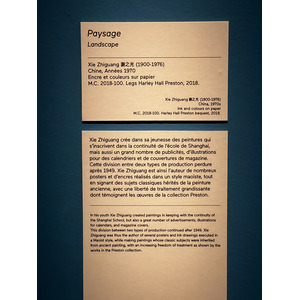 Paysage
Landscape
Xie Zhiguang 謝之光 (1900-1976)
Chine, Années 1970
Encre et couleurs sur papier
M.C. 2018-100. Legs Harley Hall Preston, 2018.
Xie Zhiguang 謝之光 (1900-1976)
China, 1970s
Ink and colours on paper
M.C. 2018-100. Harley Hall Preston bequest, 2018.
Xie Zhiguang crée dans sa jeunesse des peintures qui
s'inscrivent dans la continuité de l'école de Shanghai,
mais aussi un grand nombre de publicités, d'illustrations
pour des calendriers et de couvertures de magazine.
Cette division entre deux types de production perdure
après 1949. Xie Zhiguang est ainsi l'auteur de nombreux
posters et d'encres réalisés dans un style maoïste, tout
en signant des sujets classiques hérités de la peinture
ancienne, avec une liberté de traitement grandissante
dont témoignent les œuvres de la collection Preston.
In his youth Xie Zhiguang created paintings in keeping with the continuity of
the Shanghai School, but also a great number of advertisements, illustrations
for calendars, and magazine covers.
This division between two types of production continued after 1949. Xie
Zhiguang was thus the author of several posters and ink drawings executed in
a Maoist style, while making paintings whose classic subjects were inherited
from ancient painting, with an increasing freedom of treatment as shown by the
works in the Preston collection.